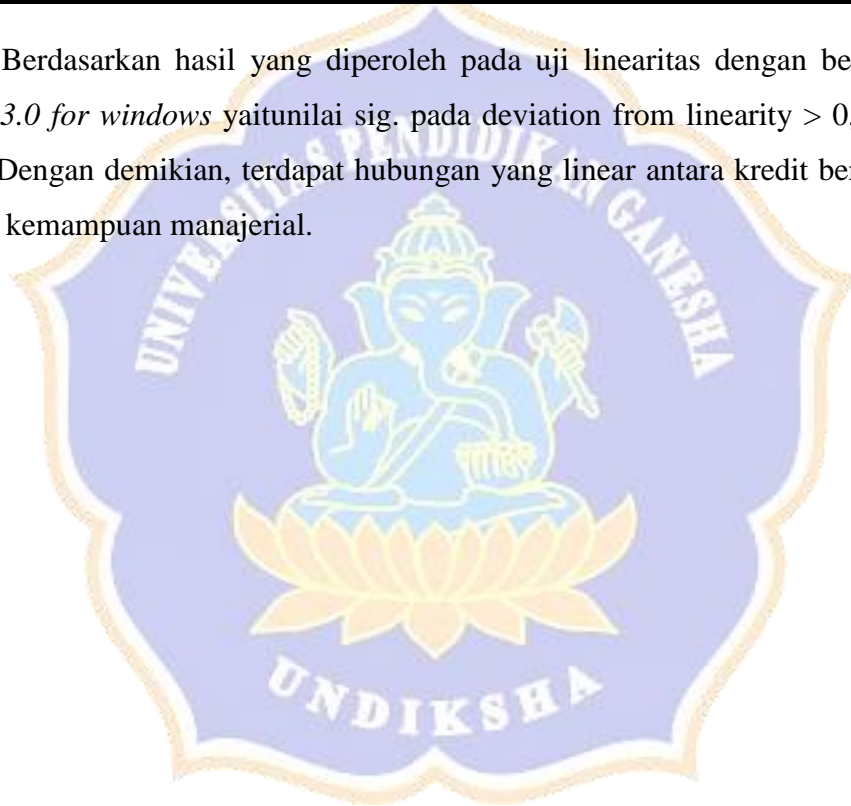 Berdasarkan hasil yang diperoleh pada uji linearitas dengan be
3.0 for windows yaitunilai sig. pada deviation from linearity > 0,
Dengan demikian, terdapat hubungan yang linear antara kredit ber
kemampuan manajerial.
UNIVERSITAS PENDIDIKAN GANESHA
UNDIKSHA